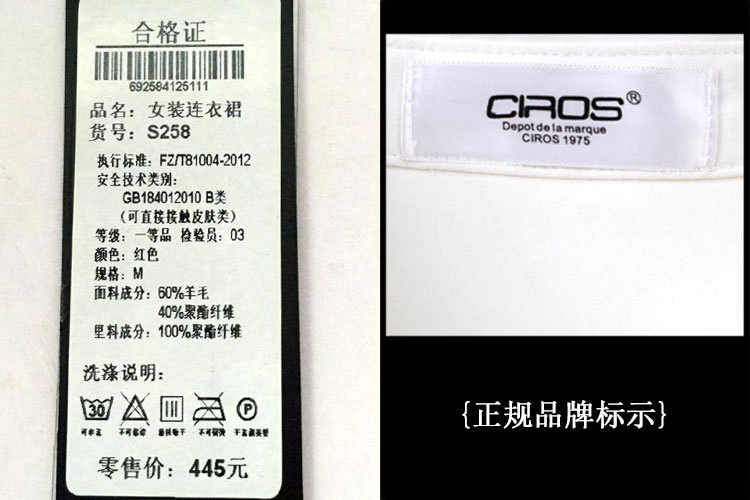 合格证
692584125111
品名: 女装连衣裙
货号: S258
执行标准: FZ/T81004-2012
安全技术类别:
GB184012010 B类
(可直接接触皮肤类)
等级: 一等品 检验员: 03
颜色: 红色
规格: M
面料成分: 60%羊毛
40%聚酯纤维
里料成分: 100%聚酯纤维
洗涤说明:
30
P
零售价: 445元
CIROS®
Depot de la marque
CIROS 1975
{正规品牌标示}